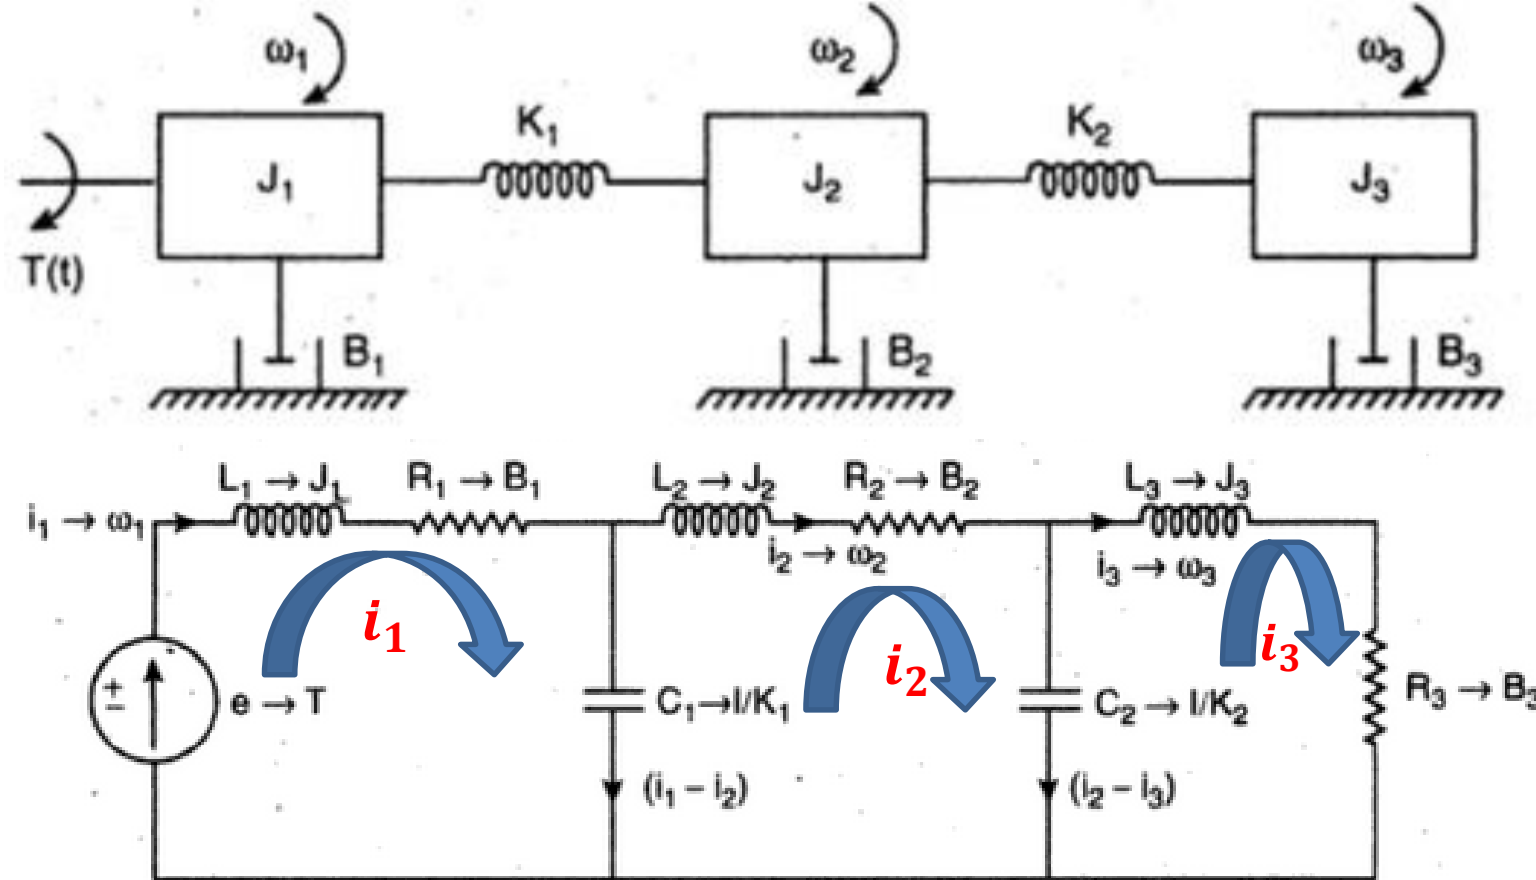 ω₁ ω₂ ω₃
K₁ K₂
J₁ J₂ J₃
T(t)
B₁ B₂ B₃
L₁ → J₁ R₁ → B₁ L₂ → J₂ R₂ → B₂ L₃ → J₃
i₁ → ω₁
i₂ → ω₂ i₃ → ω₃
i₁ i₂ i₃
± e → T C₁→I/K₁ C₂ → I/K₂ R₃ → B₃
(i₁ – i₂) (i₂ – i₃)